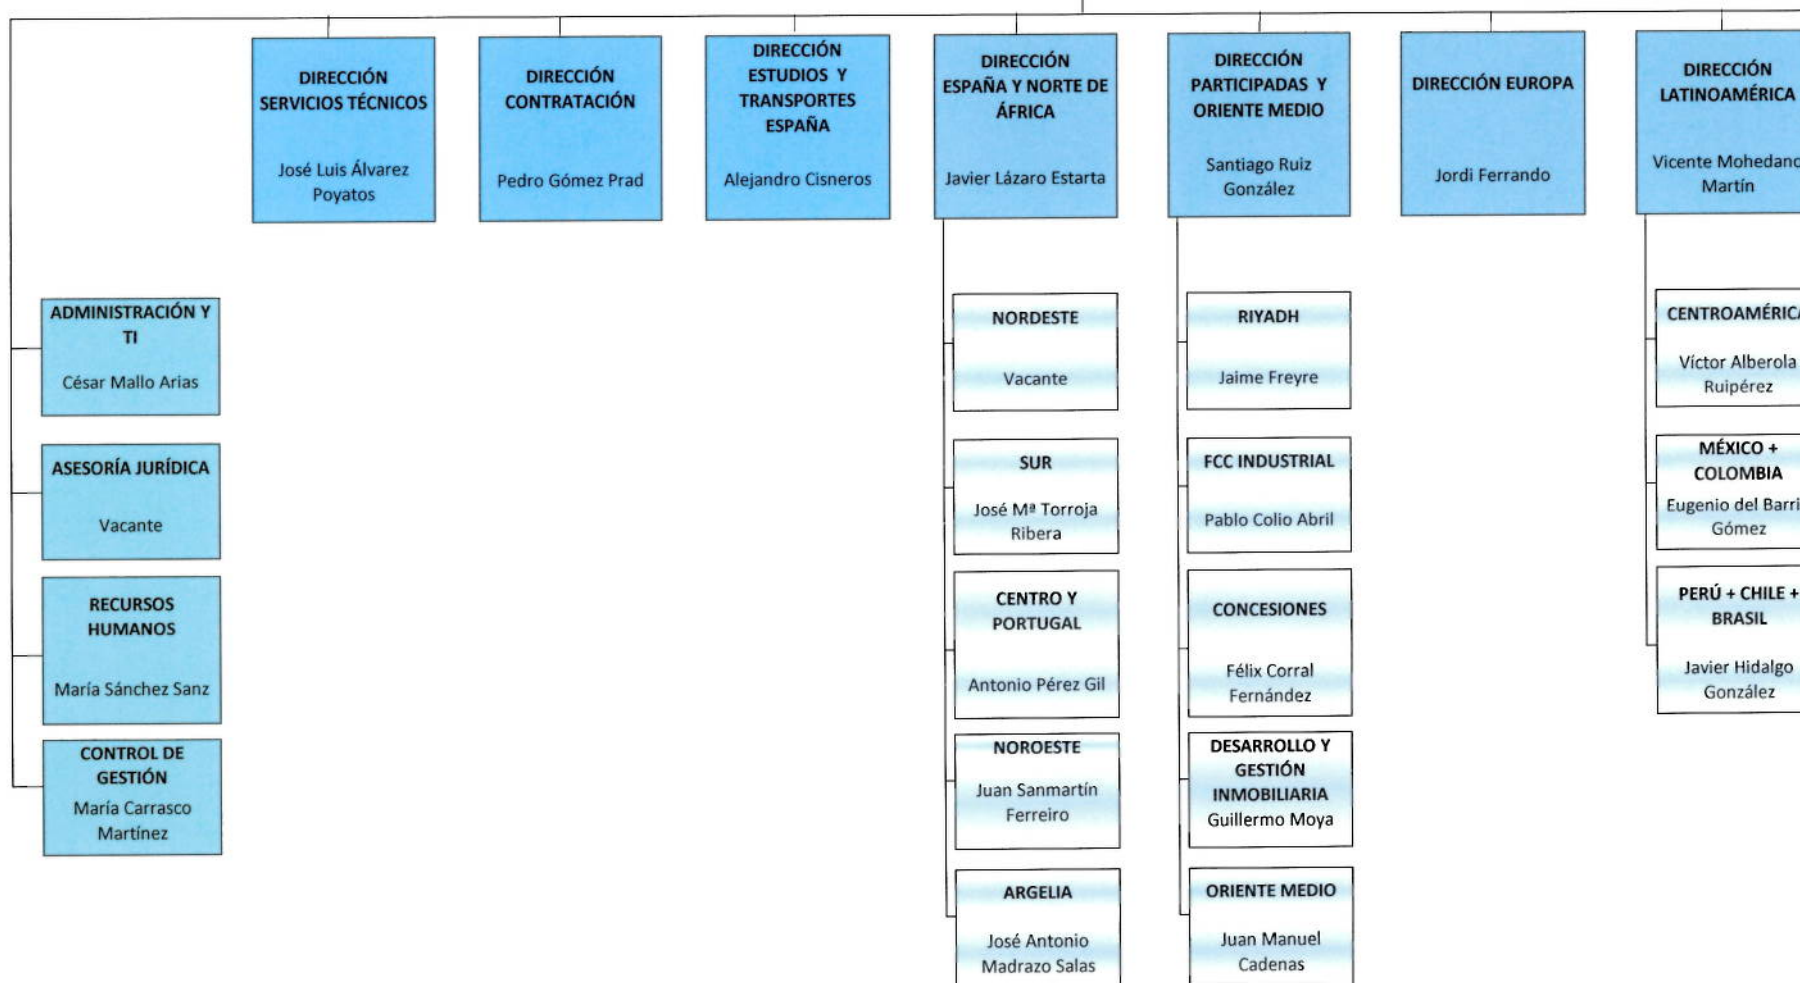 DIRECCIÓN
SERVICIOS TÉCNICOS
José Luis Álvarez
Poyatos
DIRECCIÓN
CONTRATACIÓN
Pedro Gómez Prad
DIRECCIÓN
ESTUDIOS Y
TRANSPORTES
ESPAÑA
Alejandro Cisneros
DIRECCIÓN
ESPAÑA Y NORTE DE
ÁFRICA
Javier Lázaro Estarta
DIRECCIÓN
PARTICIPADAS Y
ORIENTE MEDIO
Santiago Ruiz
González
DIRECCIÓN EUROPA
Jordi Ferrando
DIRECCIÓN
LATINOAMÉRICA
Vicente Mohedano
Martín
ADMINISTRACIÓN Y
TI
César Mallo Arias
ASESORÍA JURÍDICA
Vacante
RECURSOS
HUMANOS
María Sánchez Sanz
CONTROL DE
GESTIÓN
María Carrasco
Martínez
NORDESTE
Vacante
SUR
José Mª Torroja
Ribera
CENTRO Y
PORTUGAL
Antonio Pérez Gil
NOROESTE
Juan Sanmartín
Ferreiro
ARGELIA
José Antonio
Madrazo Salas
RIYADH
Jaime Freyre
FCC INDUSTRIAL
Pablo Colio Abril
CONCESIONES
Félix Corral
Fernández
DESARROLLO Y
GESTIÓN
INMOBILIARIA
Guillermo Moya
ORIENTE MEDIO
Juan Manuel
Cadenas
CENTROAMÉRICA
Víctor Alberola
Ruipérez
MÉXICO +
COLOMBIA
Eugenio del Barri
Gómez
PERÚ + CHILE +
BRASIL
Javier Hidalgo
González